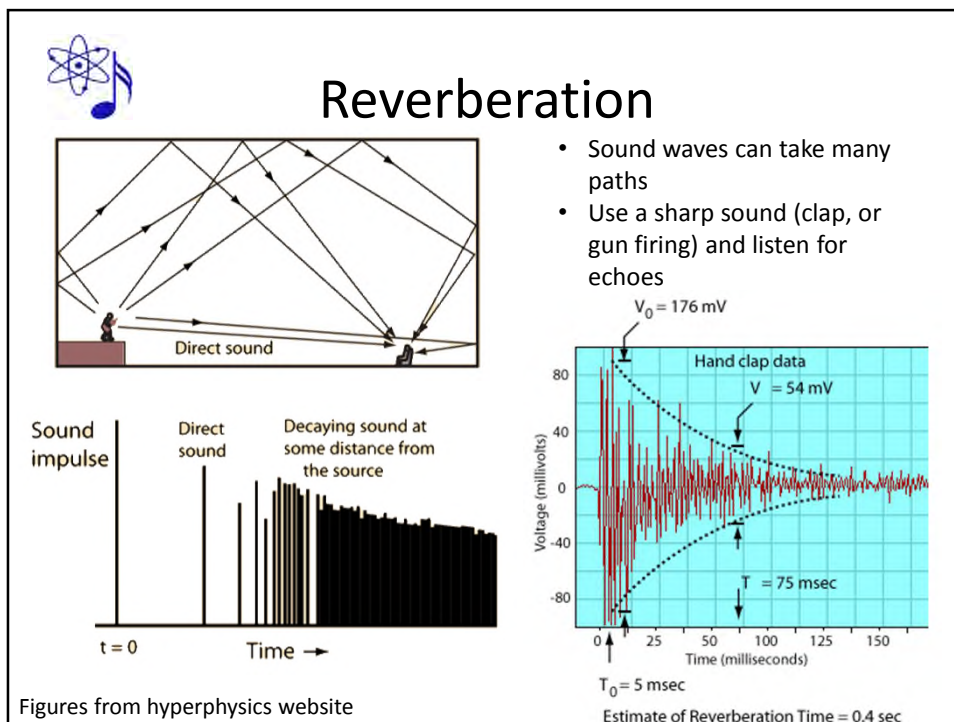 Reverberation
Direct sound
• Sound waves can take many
paths
• Use a sharp sound (clap, or
gun firing) and listen for
echoes
Sound
impulse
Direct
sound
Decaying sound at
some distance from
the source
t = 0
Time →
V₀ = 176 mV
Hand clap data
V = 54 mV
80
40
0
-40
-80
Voltage (millivolts)
T = 75 msec
0 25 50 100 125 150
Time (milliseconds)
T₀ = 5 msec
Estimate of Reverberation Time = 0.4 sec
Figures from hyperphysics website